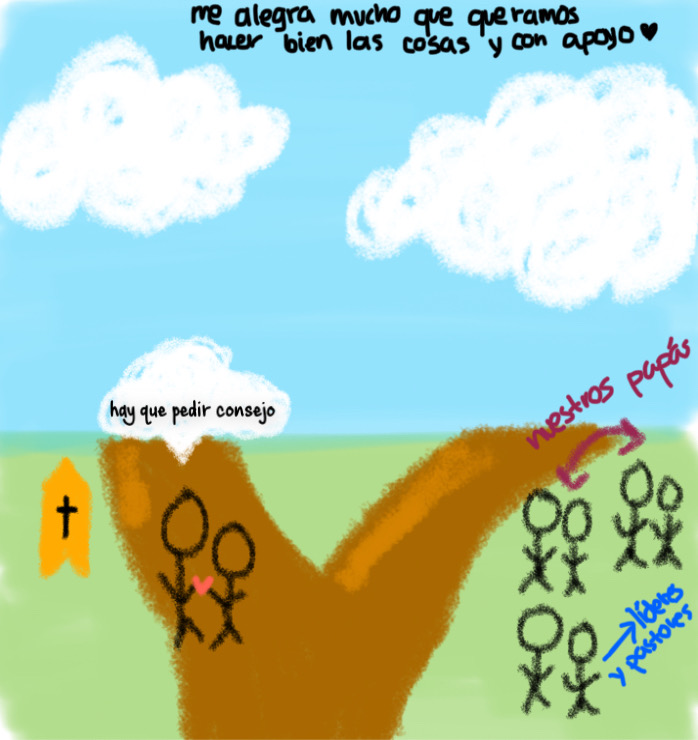 me alegra mucho que queramos
hacer bien las cosas y con apoyo ♥
hay que pedir consejo
nuestros papás
líderes
y pastores